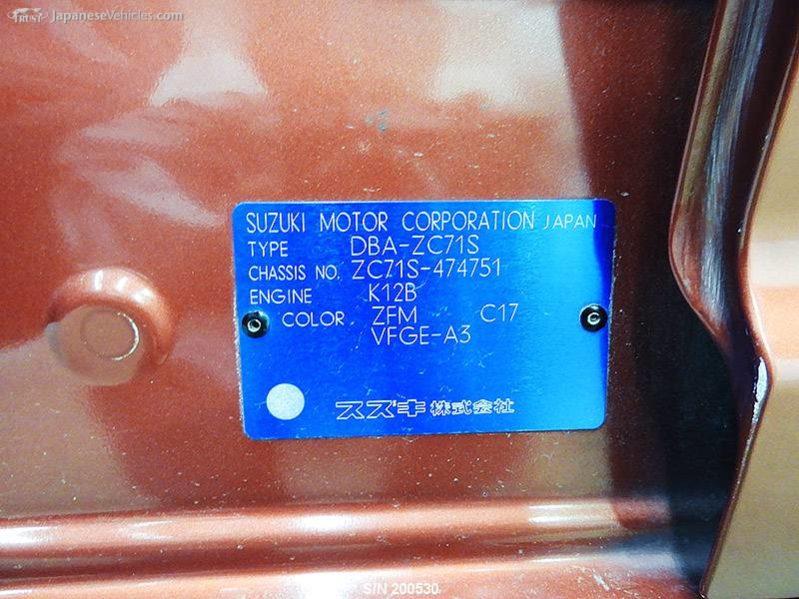 TRUST JapaneseVehicles.com
SUZUKI MOTOR CORPORATION JAPAN
TYPE DBA-ZC71S
CHASSIS NO. ZC71S-474751
ENGINE K12B
COLOR ZFM C17
VFGE-A3
スズキ株式会社
S/N 200530